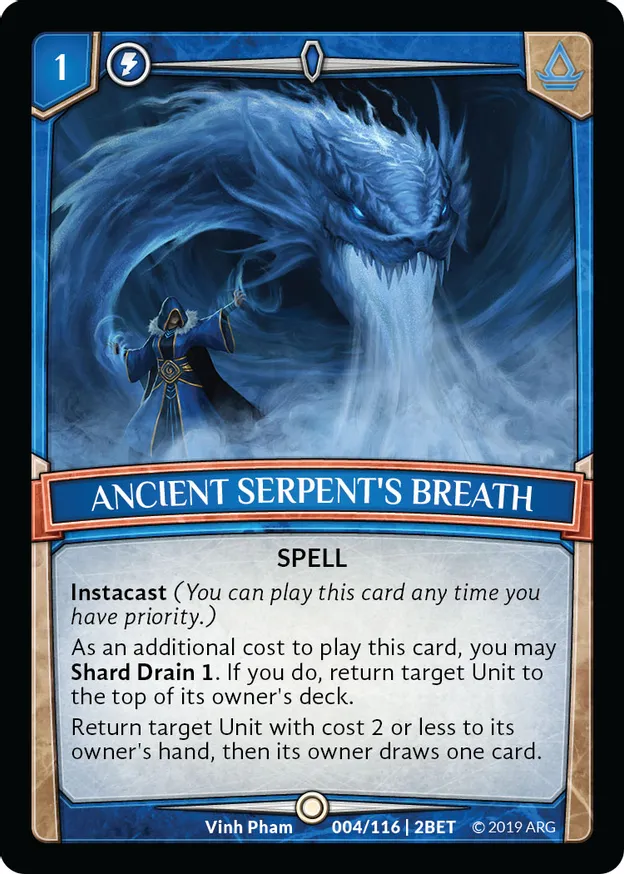 1
ANCIENT SERPENT'S BREATH
SPELL
Instacast (You can play this card any time you
have priority.)
As an additional cost to play this card, you may
Shard Drain 1. If you do, return target Unit to
the top of its owner's deck.
Return target Unit with cost 2 or less to its
owner's hand, then its owner draws one card.
Vinh Pham 004/116 | 2BET © 2019 ARG